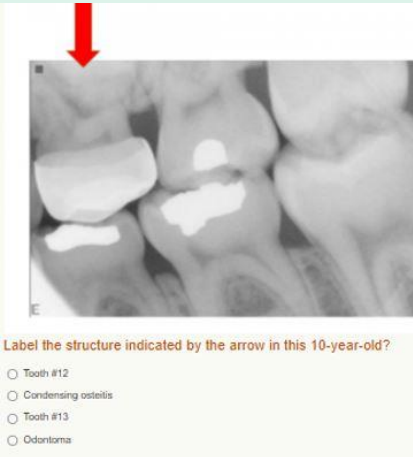 E
Label the structure indicated by the arrow in this 10-year-old?
Tooth #12
Condensing osteitis
Tooth #13
Odontoma